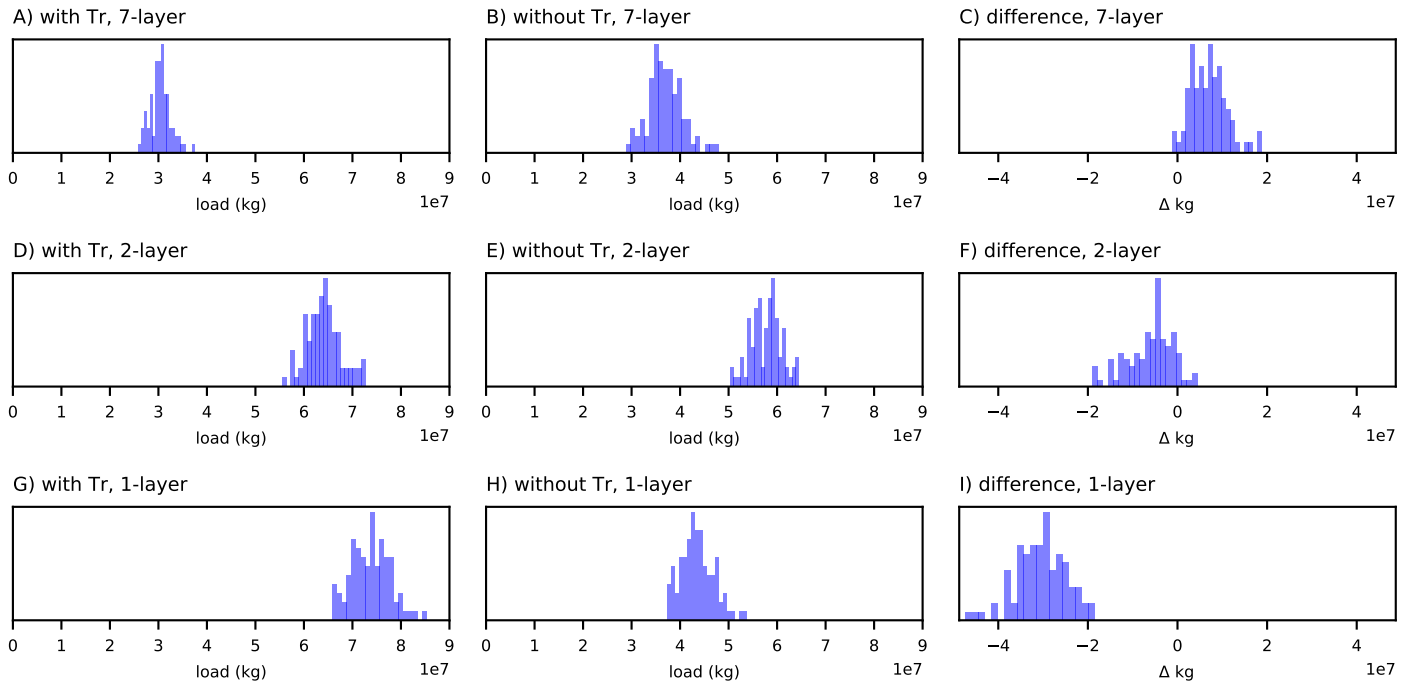 A) with Tr, 7-layer
B) without Tr, 7-layer
C) difference, 7-layer
0 1 2 3 4 5 6 7 8 9
0 1 2 3 4 5 6 7 8 9
−4 −2 0 2 4
load (kg)
1e7
load (kg)
1e7
Δ kg
1e7
D) with Tr, 2-layer
E) without Tr, 2-layer
F) difference, 2-layer
0 1 2 3 4 5 6 7 8 9
0 1 2 3 4 5 6 7 8 9
−4 −2 0 2 4
load (kg)
1e7
load (kg)
1e7
Δ kg
1e7
G) with Tr, 1-layer
H) without Tr, 1-layer
I) difference, 1-layer
0 1 2 3 4 5 6 7 8 9
0 1 2 3 4 5 6 7 8 9
−4 −2 0 2 4
load (kg)
1e7
load (kg)
1e7
Δ kg
1e7